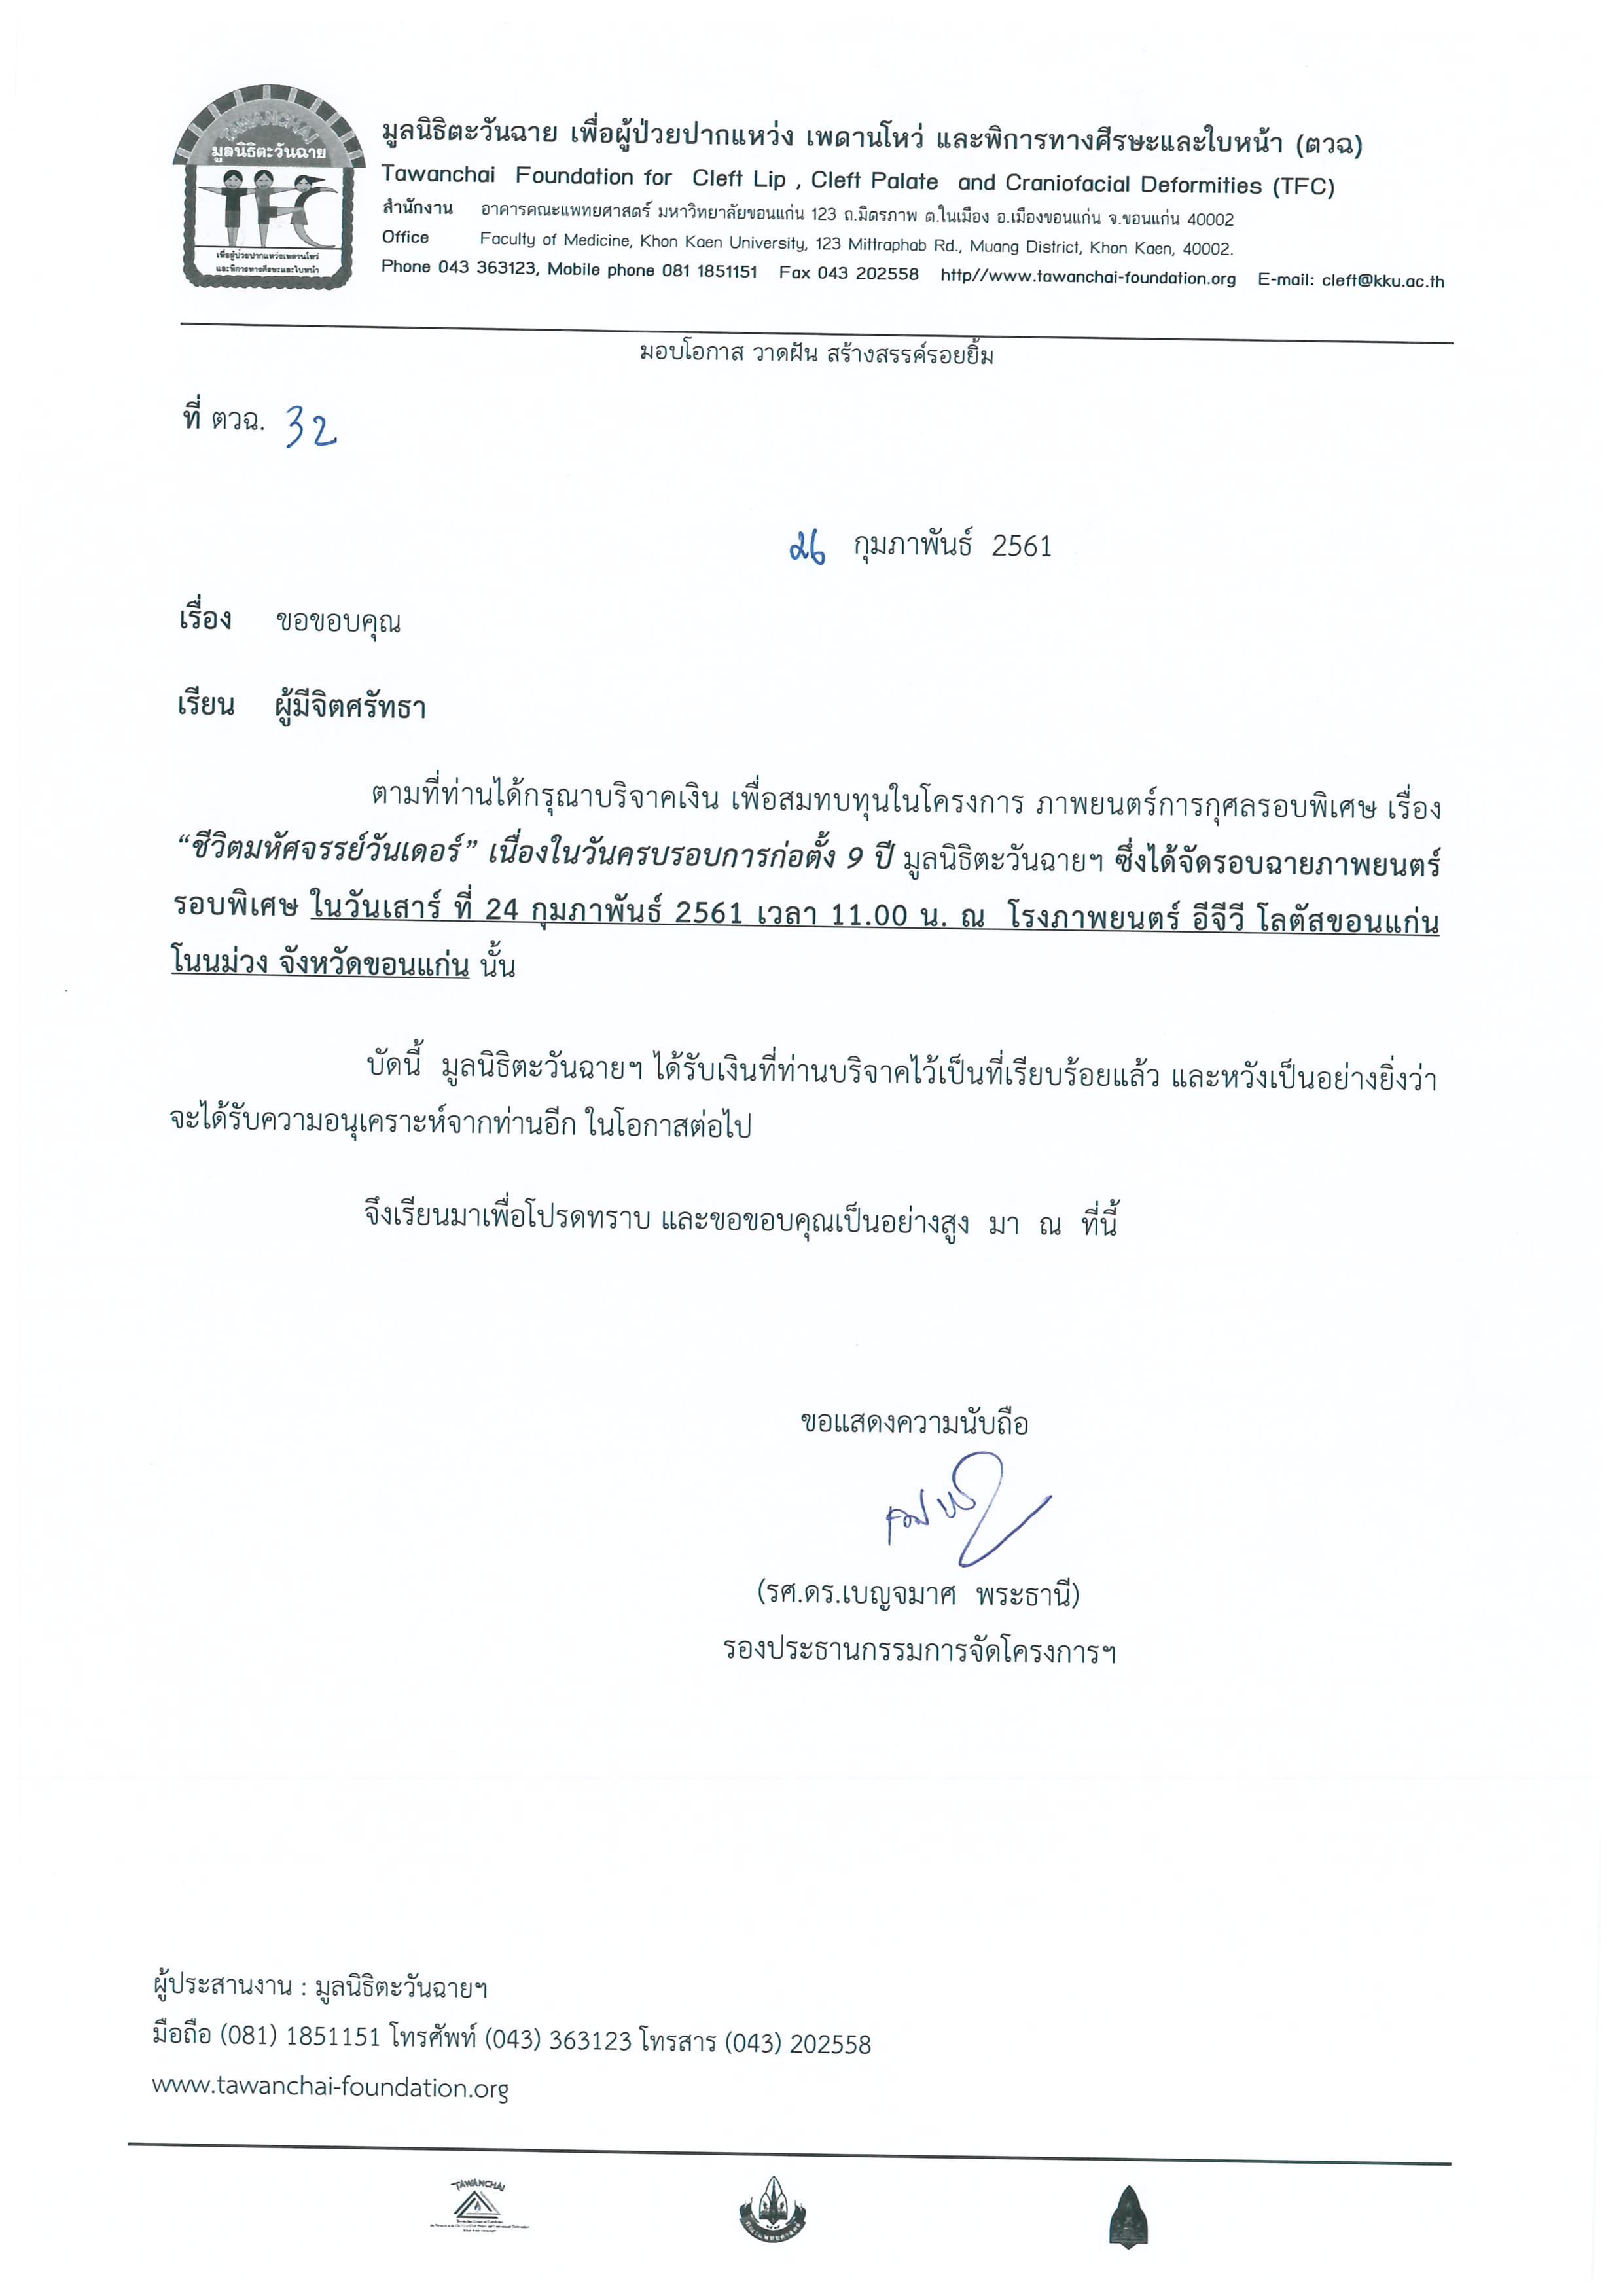 TAWANCHAI
มูลนิธิตะวันฉาย
TFC
เพื่อผู้ป่วยปากแหว่งเพดานโหว่
และพิการทางศีรษะและใบหน้า
มูลนิธิตะวันฉาย เพื่อผู้ป่วยปากแหว่ง เพดานโหว่ และพิการทางศีรษะและใบหน้า (ตวฉ)
Tawanchai Foundation for Cleft Lip , Cleft Palate and Craniofacial Deformities (TFC)
สำนักงาน อาคารคณะแพทยศาสตร์ มหาวิทยาลัยขอนแก่น 123 ถ.มิตรภาพ ต.ในเมือง อ.เมืองขอนแก่น จ.ขอนแก่น 40002
Office Faculty of Medicine, Khon Kaen University, 123 Mittraphab Rd., Muang District, Khon Kaen, 40002.
Phone 043 363123, Mobile phone 081 1851151 Fax 043 202558 http//www.tawanchai-foundation.org E-mail: cleft@kku.ac.th
มอบโอกาส วาดฝัน สร้างสรรค์รอยยิ้ม
ที่ ตวฉ. 32
26 กุมภาพันธ์ 2561
เรื่อง ขอขอบคุณ
เรียน ผู้มีจิตศรัทธา
ตามที่ท่านได้กรุณาบริจาคเงิน เพื่อสมทบทุนในโครงการ ภาพยนตร์การกุศลรอบพิเศษ เรื่อง
“ชีวิตมหัศจรรย์วันเดอร์” เนื่องในวันครบรอบการก่อตั้ง 9 ปี มูลนิธิตะวันฉายฯ ซึ่งได้จัดรอบฉายภาพยนตร์
รอบพิเศษ ในวันเสาร์ ที่ 24 กุมภาพันธ์ 2561 เวลา 11.00 น. ณ โรงภาพยนตร์ อีจีวี โลตัสขอนแก่น
โนนม่วง จังหวัดขอนแก่น นั้น
บัดนี้ มูลนิธิตะวันฉายฯ ได้รับเงินที่ท่านบริจาคไว้เป็นที่เรียบร้อยแล้ว และหวังเป็นอย่างยิ่งว่า
จะได้รับความอนุเคราะห์จากท่านอีก ในโอกาสต่อไป
จึงเรียนมาเพื่อโปรดทราบ และขอขอบคุณเป็นอย่างสูง มา ณ ที่นี้
ขอแสดงความนับถือ
(รศ.ดร.เบญจมาศ พระธานี)
รองประธานกรรมการจัดโครงการฯ
ผู้ประสานงาน : มูลนิธิตะวันฉายฯ
มือถือ (081) 1851151 โทรศัพท์ (043) 363123 โทรสาร (043) 202558
www.tawanchai-foundation.org
TAWANCHAI